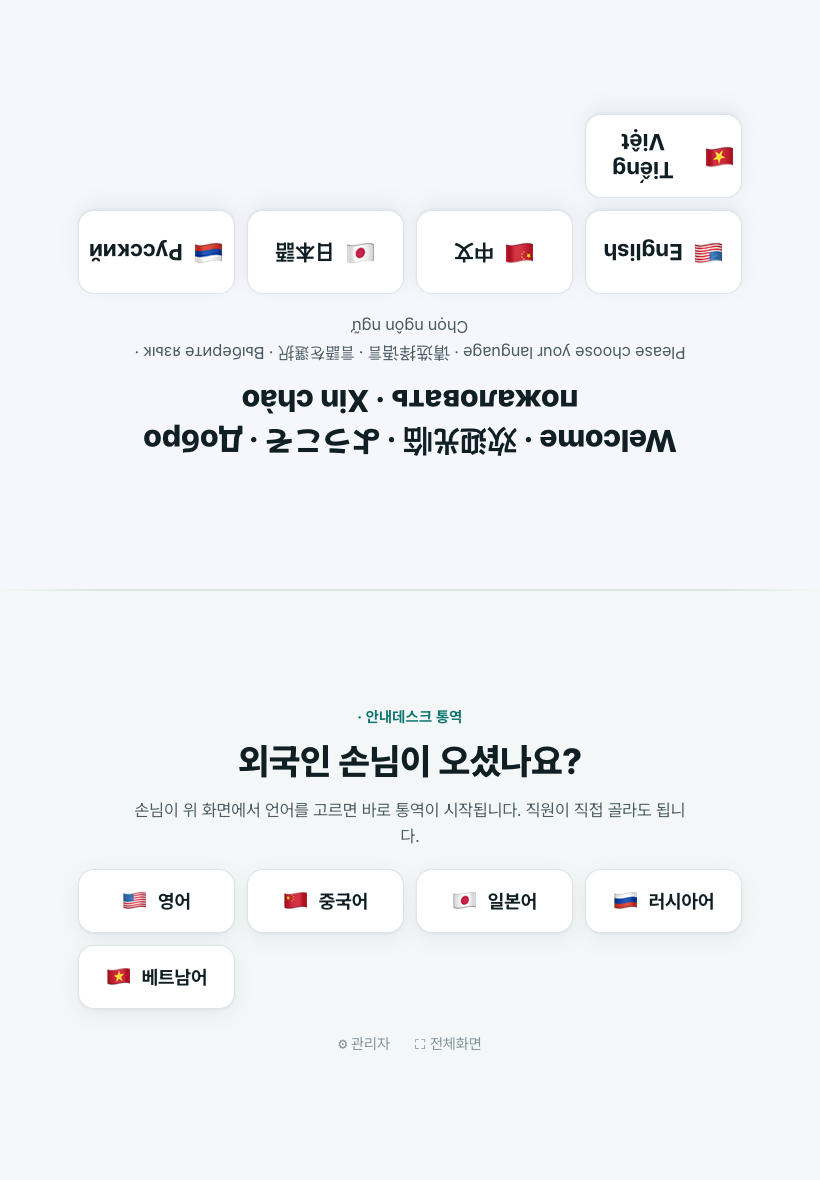 Welcome · 欢迎光临 · ようこそ · Добро
пожаловать · Xin chào
Please choose your language · 请选择语言 · 言語を選択 · Выберите язык ·
Chọn ngôn ngữ
English
中文
日本語
Русский
Tiếng
Việt
· 안내데스크 통역
외국인 손님이 오셨나요?
손님이 위 화면에서 언어를 고르면 바로 통역이 시작됩니다. 직원이 직접 골라도 됩니
다.
영어
중국어
일본어
러시아어
베트남어
관리자
전체화면